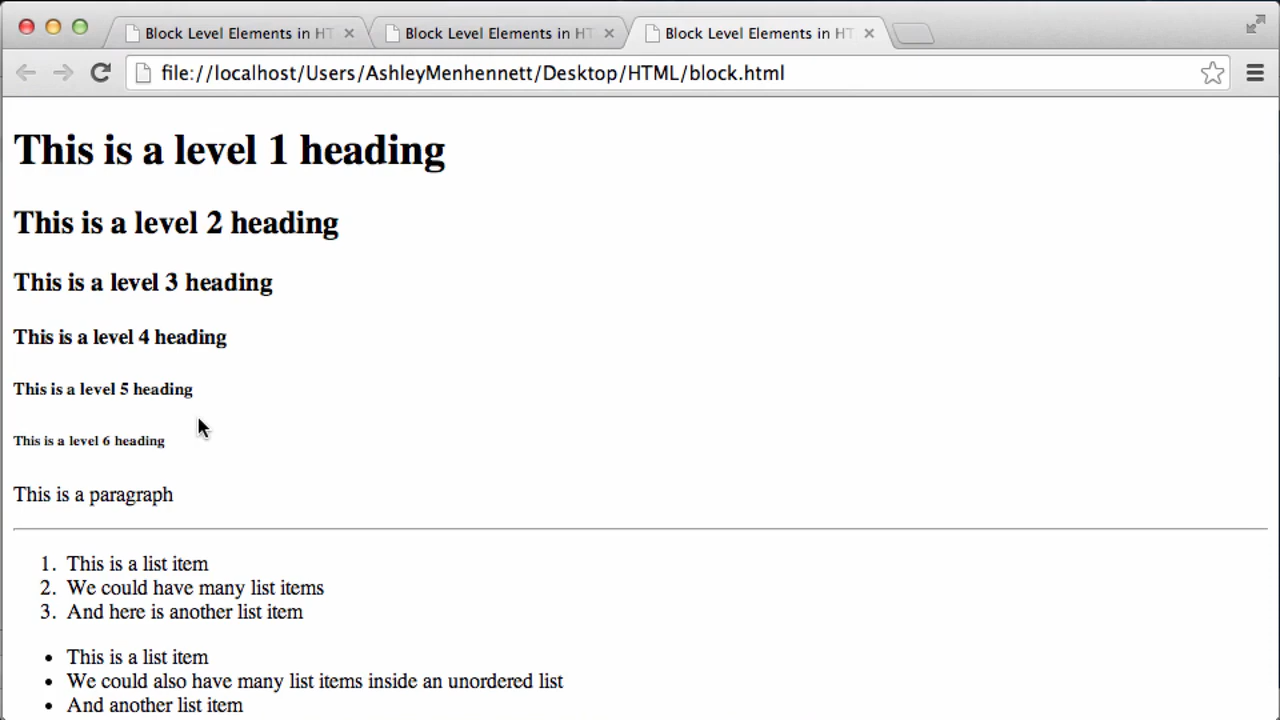 Block Level Elements in HT
Block Level Elements in HT
Block Level Elements in HT
file://localhost/Users/AshleyMenhennett/Desktop/HTML/block.html
This is a level 1 heading
This is a level 2 heading
This is a level 3 heading
This is a level 4 heading
This is a level 5 heading
This is a level 6 heading
This is a paragraph
1. This is a list item
2. We could have many list items
3. And here is another list item
• This is a list item
• We could also have many list items inside an unordered list
• And another list item